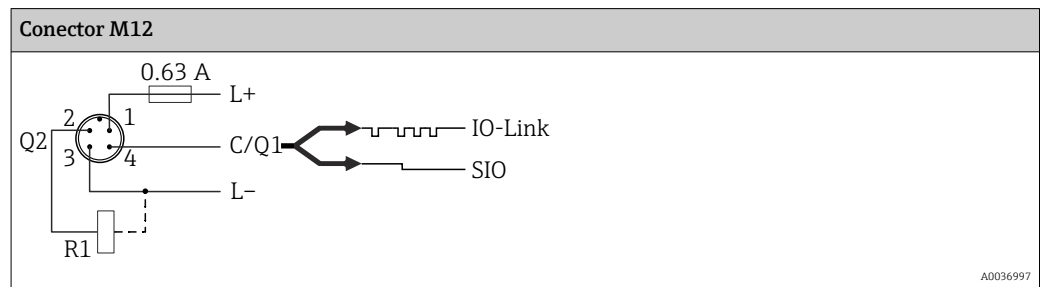 Conector M12
0.63 A
L+
2 1
Q2
3 4
C/Q1
IO-Link
SIO
L–
R1
A0036997